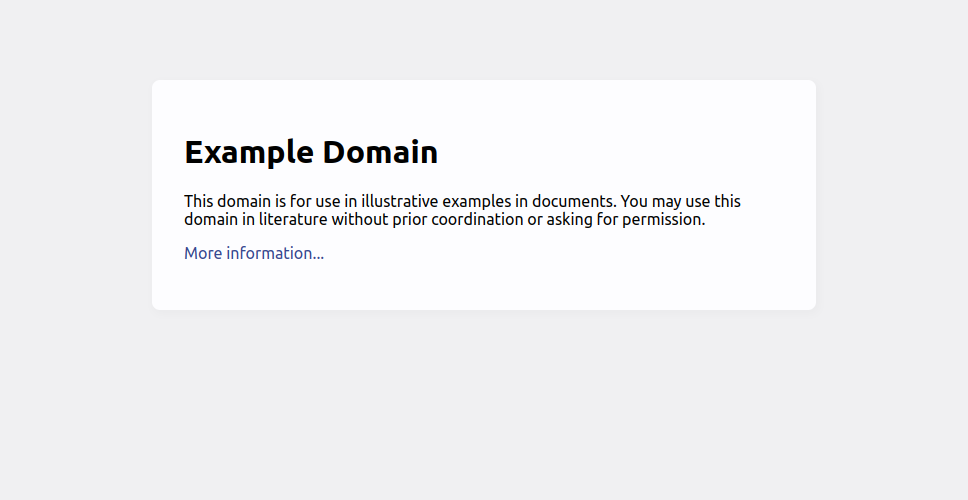 Example Domain
This domain is for use in illustrative examples in documents. You may use this
domain in literature without prior coordination or asking for permission.
More information...